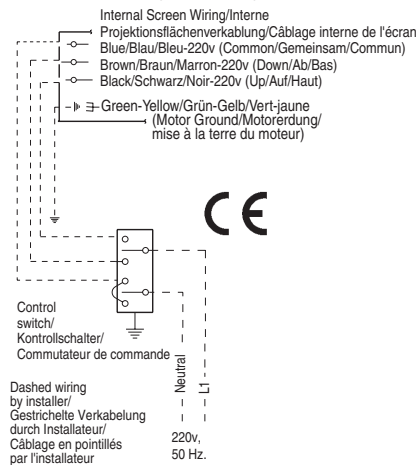 Internal Screen Wiring/Interne
Projektionsflächenverkablung/Câblage interne de l'écran
Blue/Blau/Bleu-220v (Common/Gemeinsam/Commun)
Brown/Braun/Marron-220v (Down/Ab/Bas)
Black/Schwarz/Noir-220v (Up/Auf/Haut)
Green-Yellow/Grün-Gelb/Vert-jaune
(Motor Ground/Motorerdung/
mise à la terre du moteur)
CE
Control
switch/
Kontrollschalter/
Commutateur de commande
Neutral
L1
Dashed wiring
by installer/
Gestrichelte Verkabelung
durch Installateur/
Câblage en pointillés
par l'installateur
220v,
50 Hz.